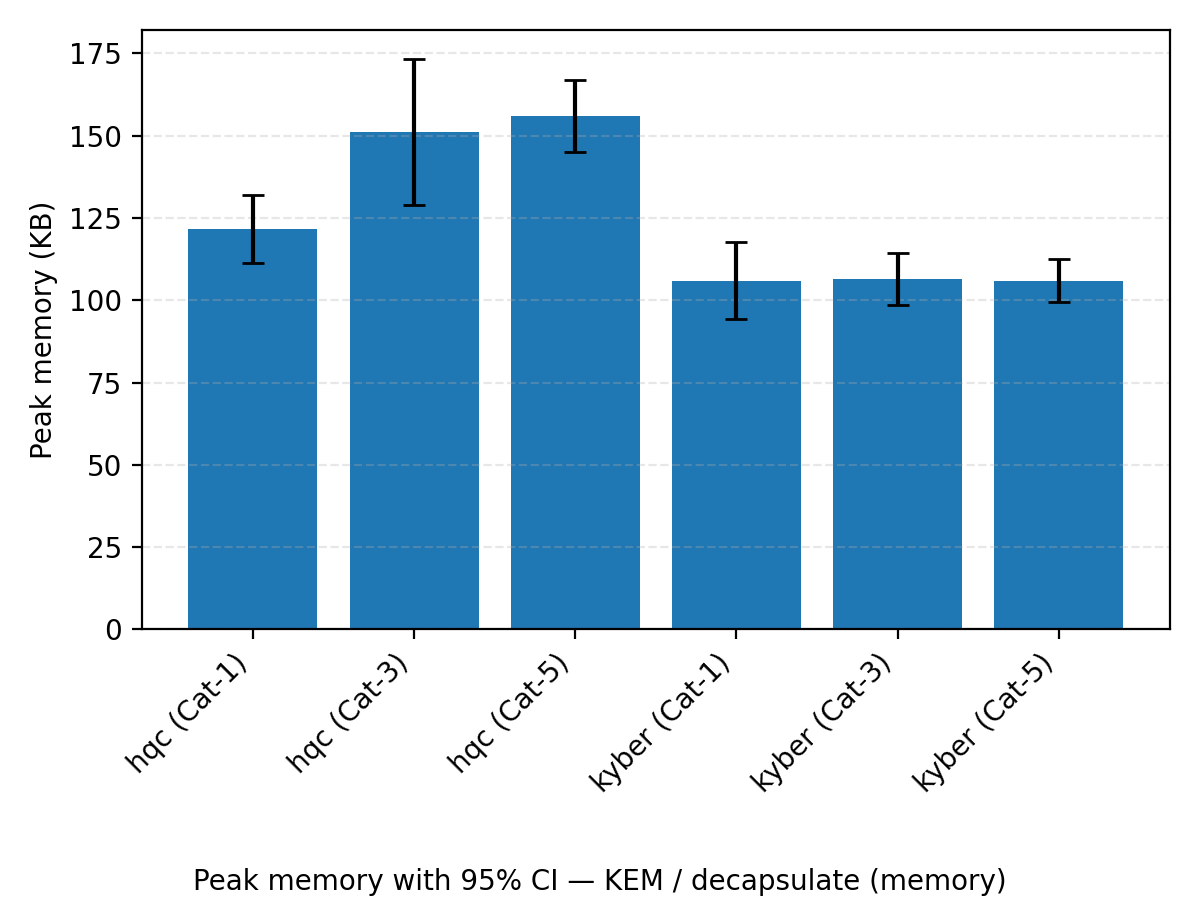 Peak memory (KB)
175
150
125
100
75
50
25
0
hqc (Cat-1)
hqc (Cat-3)
hqc (Cat-5)
kyber (Cat-1)
kyber (Cat-3)
kyber (Cat-5)
Peak memory with 95% CI — KEM / decapsulate (memory)